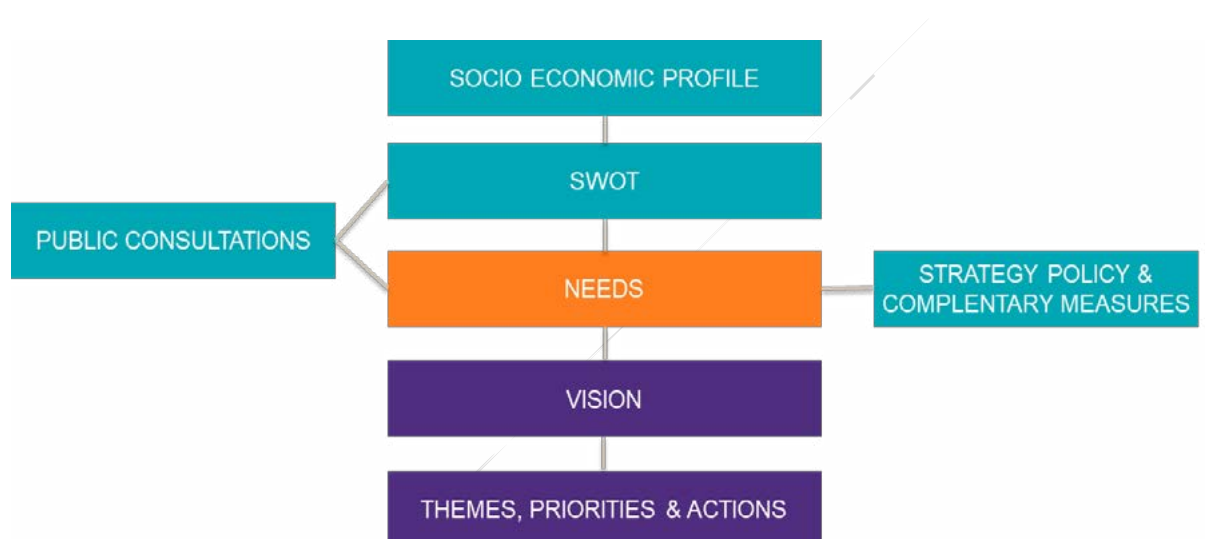 SOCIO ECONOMIC PROFILE
SWOT
PUBLIC CONSULTATIONS
NEEDS
STRATEGY POLICY &
COMPLENTARY MEASURES
VISION
THEMES, PRIORITIES & ACTIONS